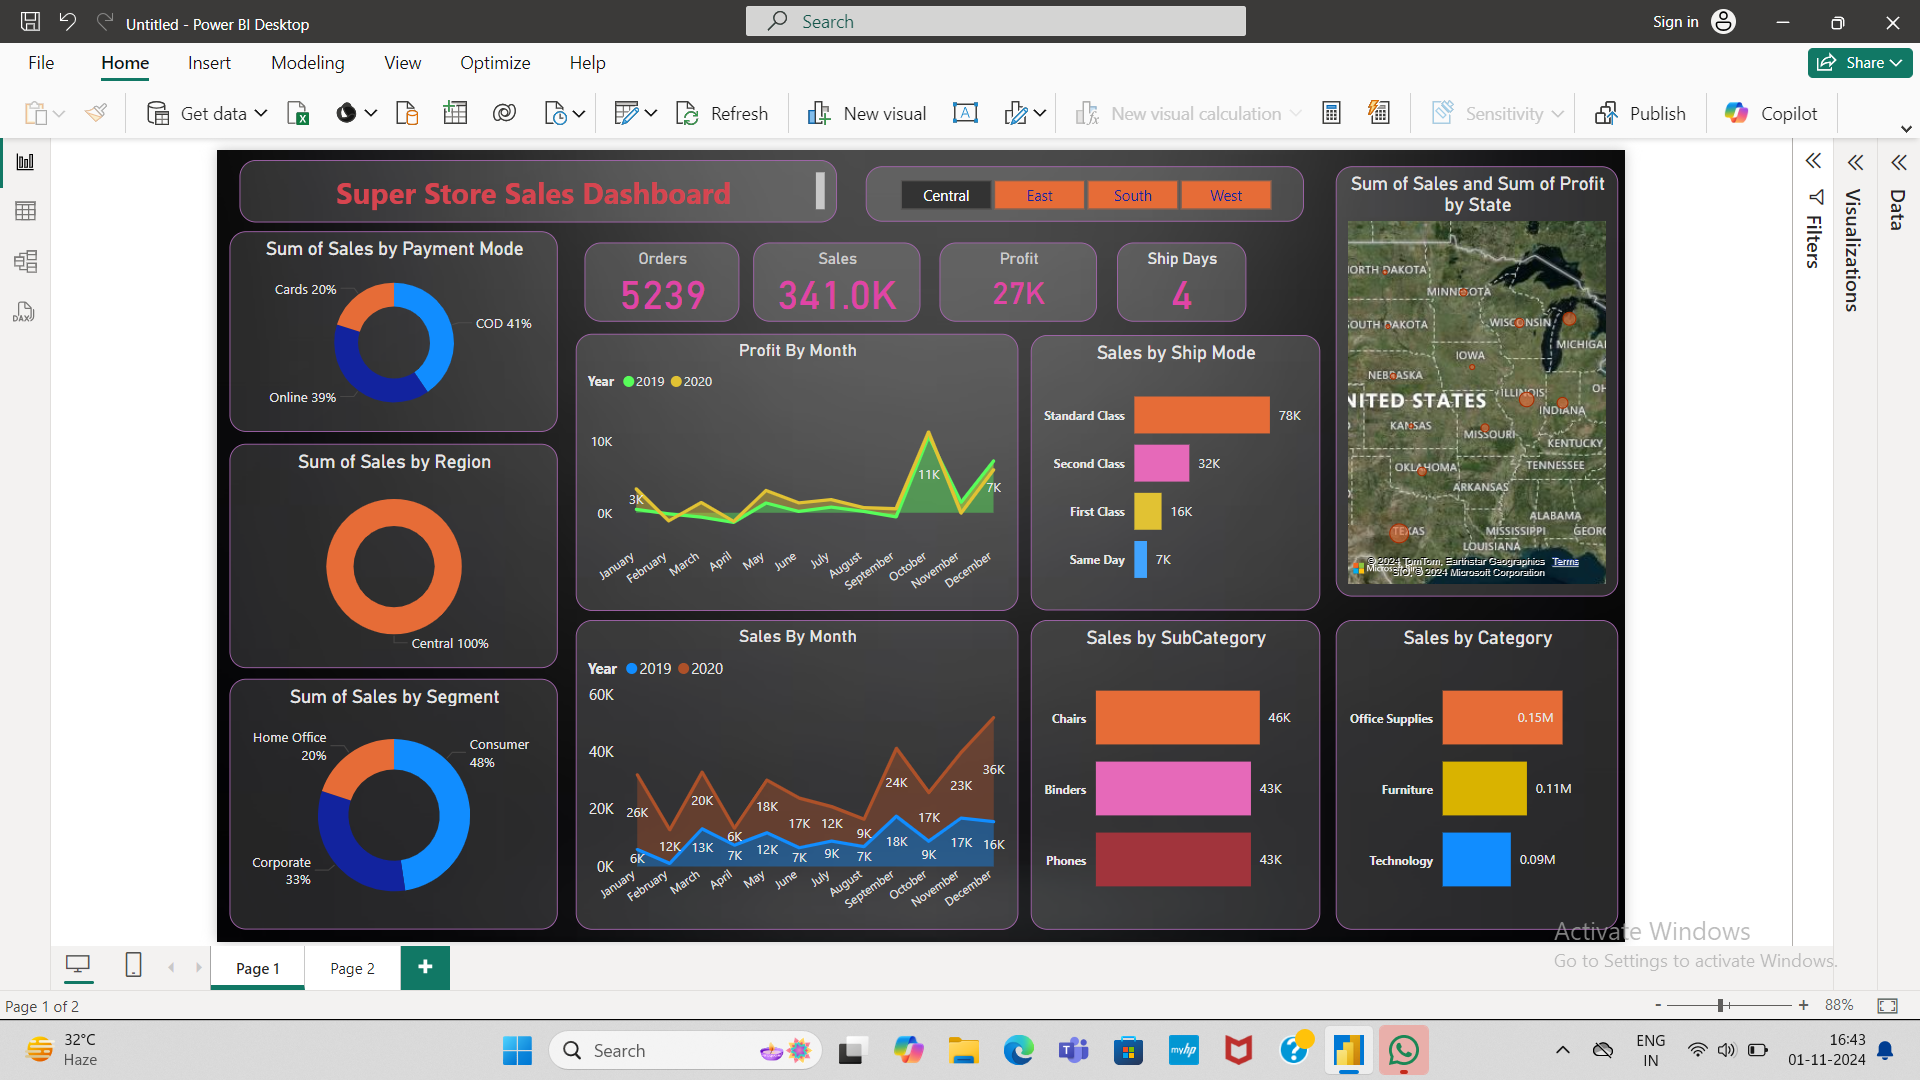 Untitled - Power BI Desktop
Search
Sign in
File
Home
Insert
Modeling
View
Optimize
Help
Share
Get data
Refresh
New visual
New visual calculation
Sensitivity
Publish
Copilot
Super Store Sales Dashboard
Central
East
South
West
Sum of Sales by Payment Mode
Cards 20%
COD 41%
Online 39%
Orders
5239
Sales
341.0K
Profit
27K
Ship Days
4
Sum of Sales and Sum of Profit
by State
NORTH DAKOTA
MINNESOTA
SOUTH DAKOTA
WISCONSIN
MICHIGAN
IOWA
NEBRASKA
ILLINOIS
OH
UNITED STATES
INDIANA
KANSAS
MISSOURI
KENTUCKY
OKLAHOMA
TENNESSEE
ARKANSAS
ALABAMA
TEXAS
MISSISSIPPI
GEORG
LOUISIANA
© 2024 TomTom, Earthstar Geographics
SIO, © 2024 Microsoft Corporation
Terms
Filters
Visualizations
Data
Profit By Month
Year
2019
2020
10K
0K
3K
11K
7K
January
February
March
April
May
June
July
August
September
October
November
December
Sales by Ship Mode
Standard Class
78K
Second Class
32K
First Class
16K
Same Day
7K
Sum of Sales by Region
Central 100%
Sum of Sales by Segment
Home Office
20%
Consumer
48%
Corporate
33%
Sales By Month
Year
2019
2020
60K
40K
20K
0K
26K
12K
20K
6K
18K
17K
12K
9K
24K
17K
23K
36K
6K
13K
7K
12K
7K
9K
7K
18K
9K
17K
16K
January
February
March
April
May
June
July
August
September
October
November
December
Sales by SubCategory
Chairs
46K
Binders
43K
Phones
43K
Sales by Category
Office Supplies
0.15M
Furniture
0.11M
Technology
0.09M
Activate Windows
Go to Settings to activate Windows.
Page 1
Page 2
Page 1 of 2
88%
32°C
Haze
Search
myhp
ENG
IN
16:43
01-11-2024
DAX